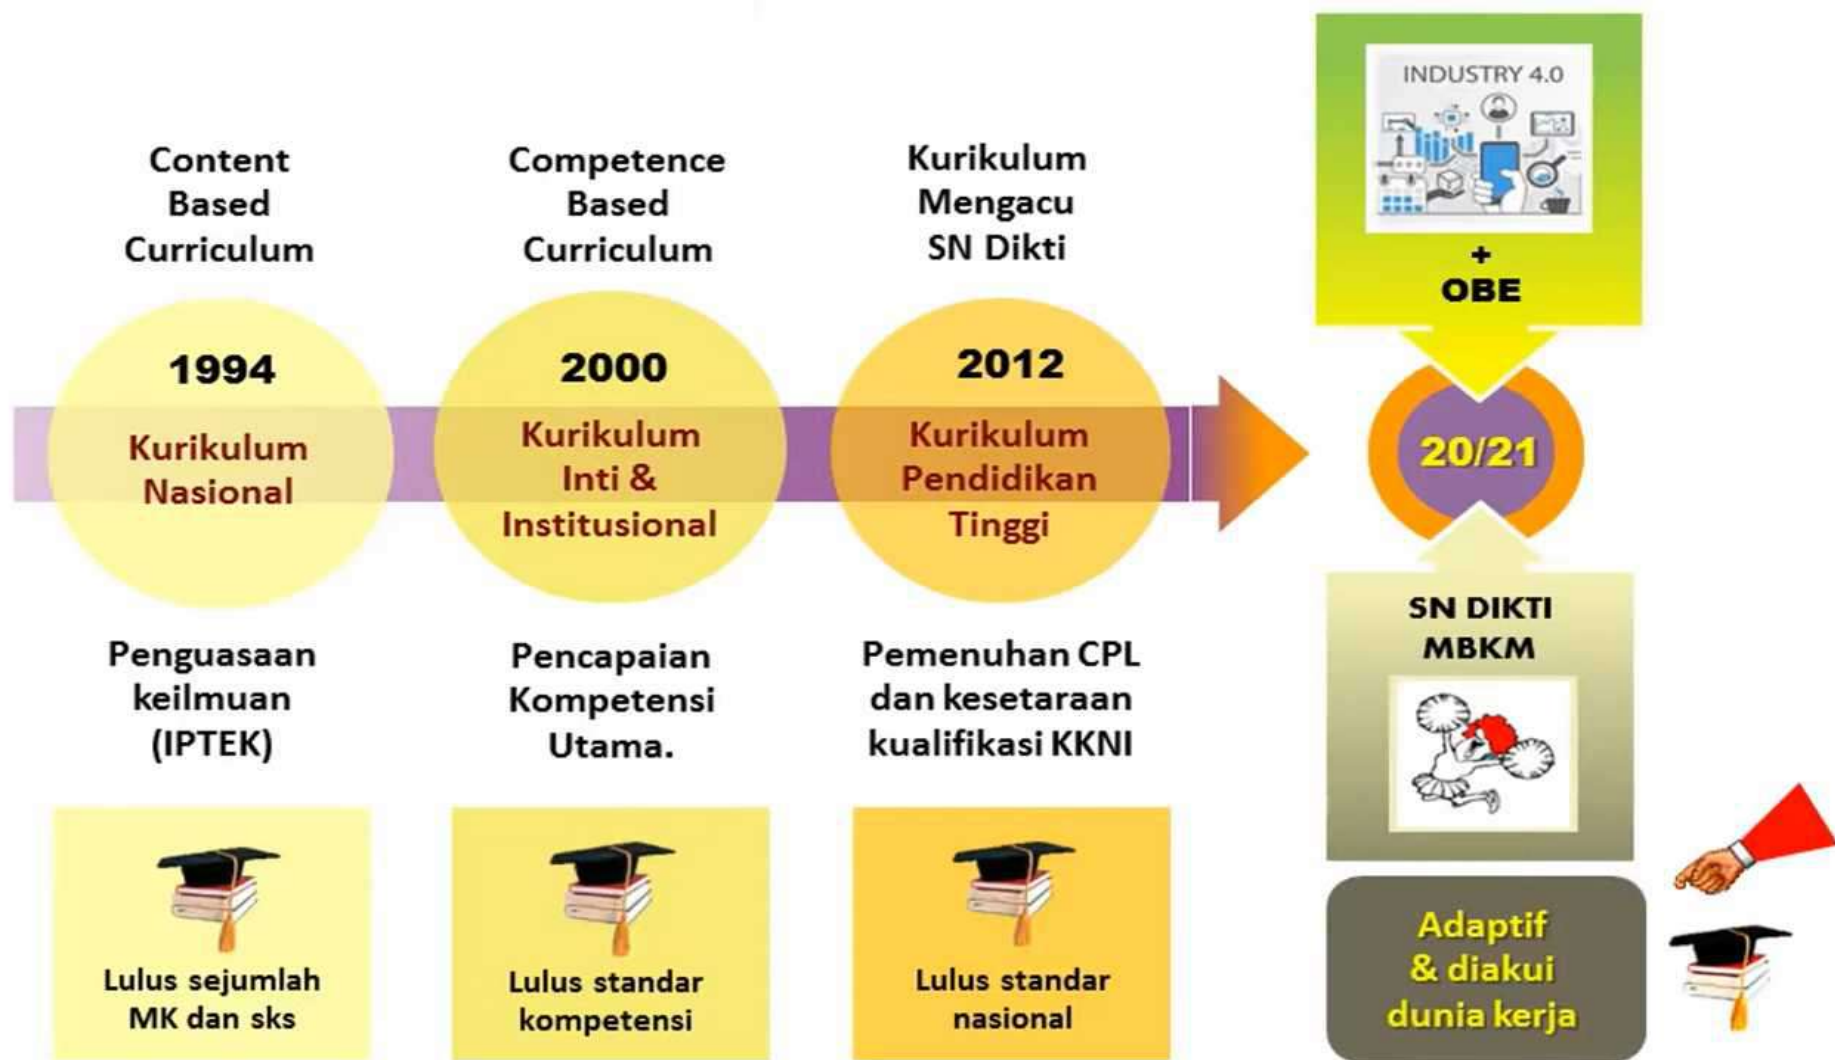 Content
Based
Curriculum
1994
Kurikulum
Nasional
Penguasaan
keilmuan
(IPTEK)
Lulus sejumlah
MK dan sks
Competence
Based
Curriculum
2000
Kurikulum
Inti &
Institusional
Pencapaian
Kompetensi
Utama.
Lulus standar
kompetensi
Kurikulum
Mengacu
SN Dikti
2012
Kurikulum
Pendidikan
Tinggi
Pemenuhan CPL
dan kesetaraan
kualifikasi KKNI
Lulus standar
nasional
INDUSTRY 4.0
+
OBE
20/21
SN DIKTI
MBKM
Adaptif
& diakui
dunia kerja